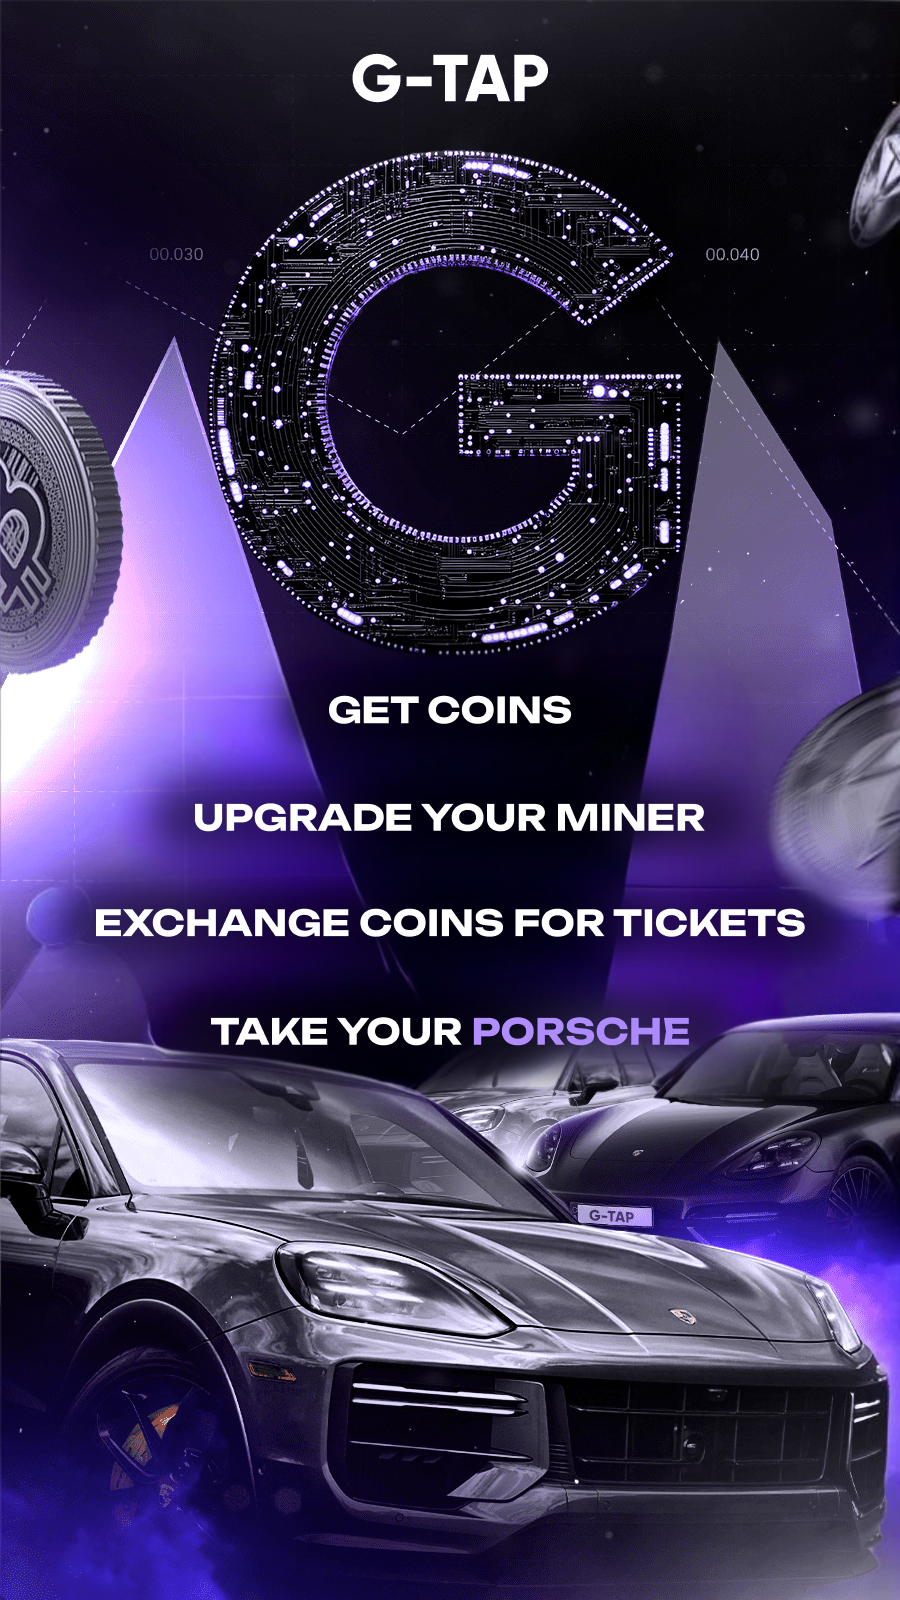 G-TAP
00.030
00.040
GET COINS
UPGRADE YOUR MINER
EXCHANGE COINS FOR TICKETS
TAKE YOUR PORSCHE
G-TAP